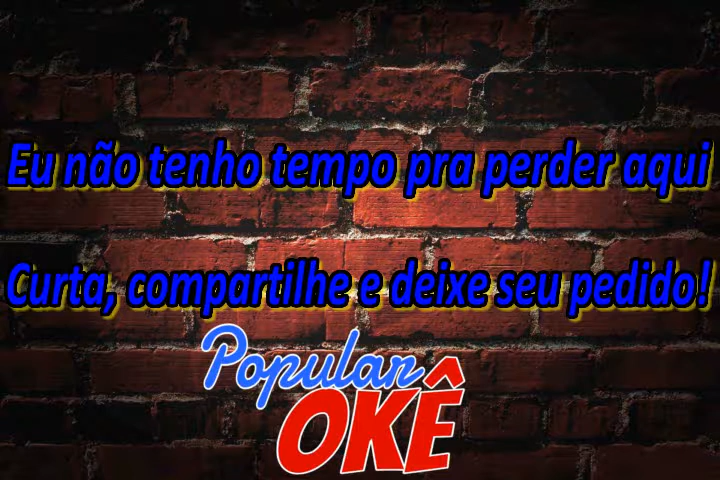 Eu não tenho tempo pra perder aqui
Curta, compartilhe e deixe seu pedido!
Popular
OKÊ